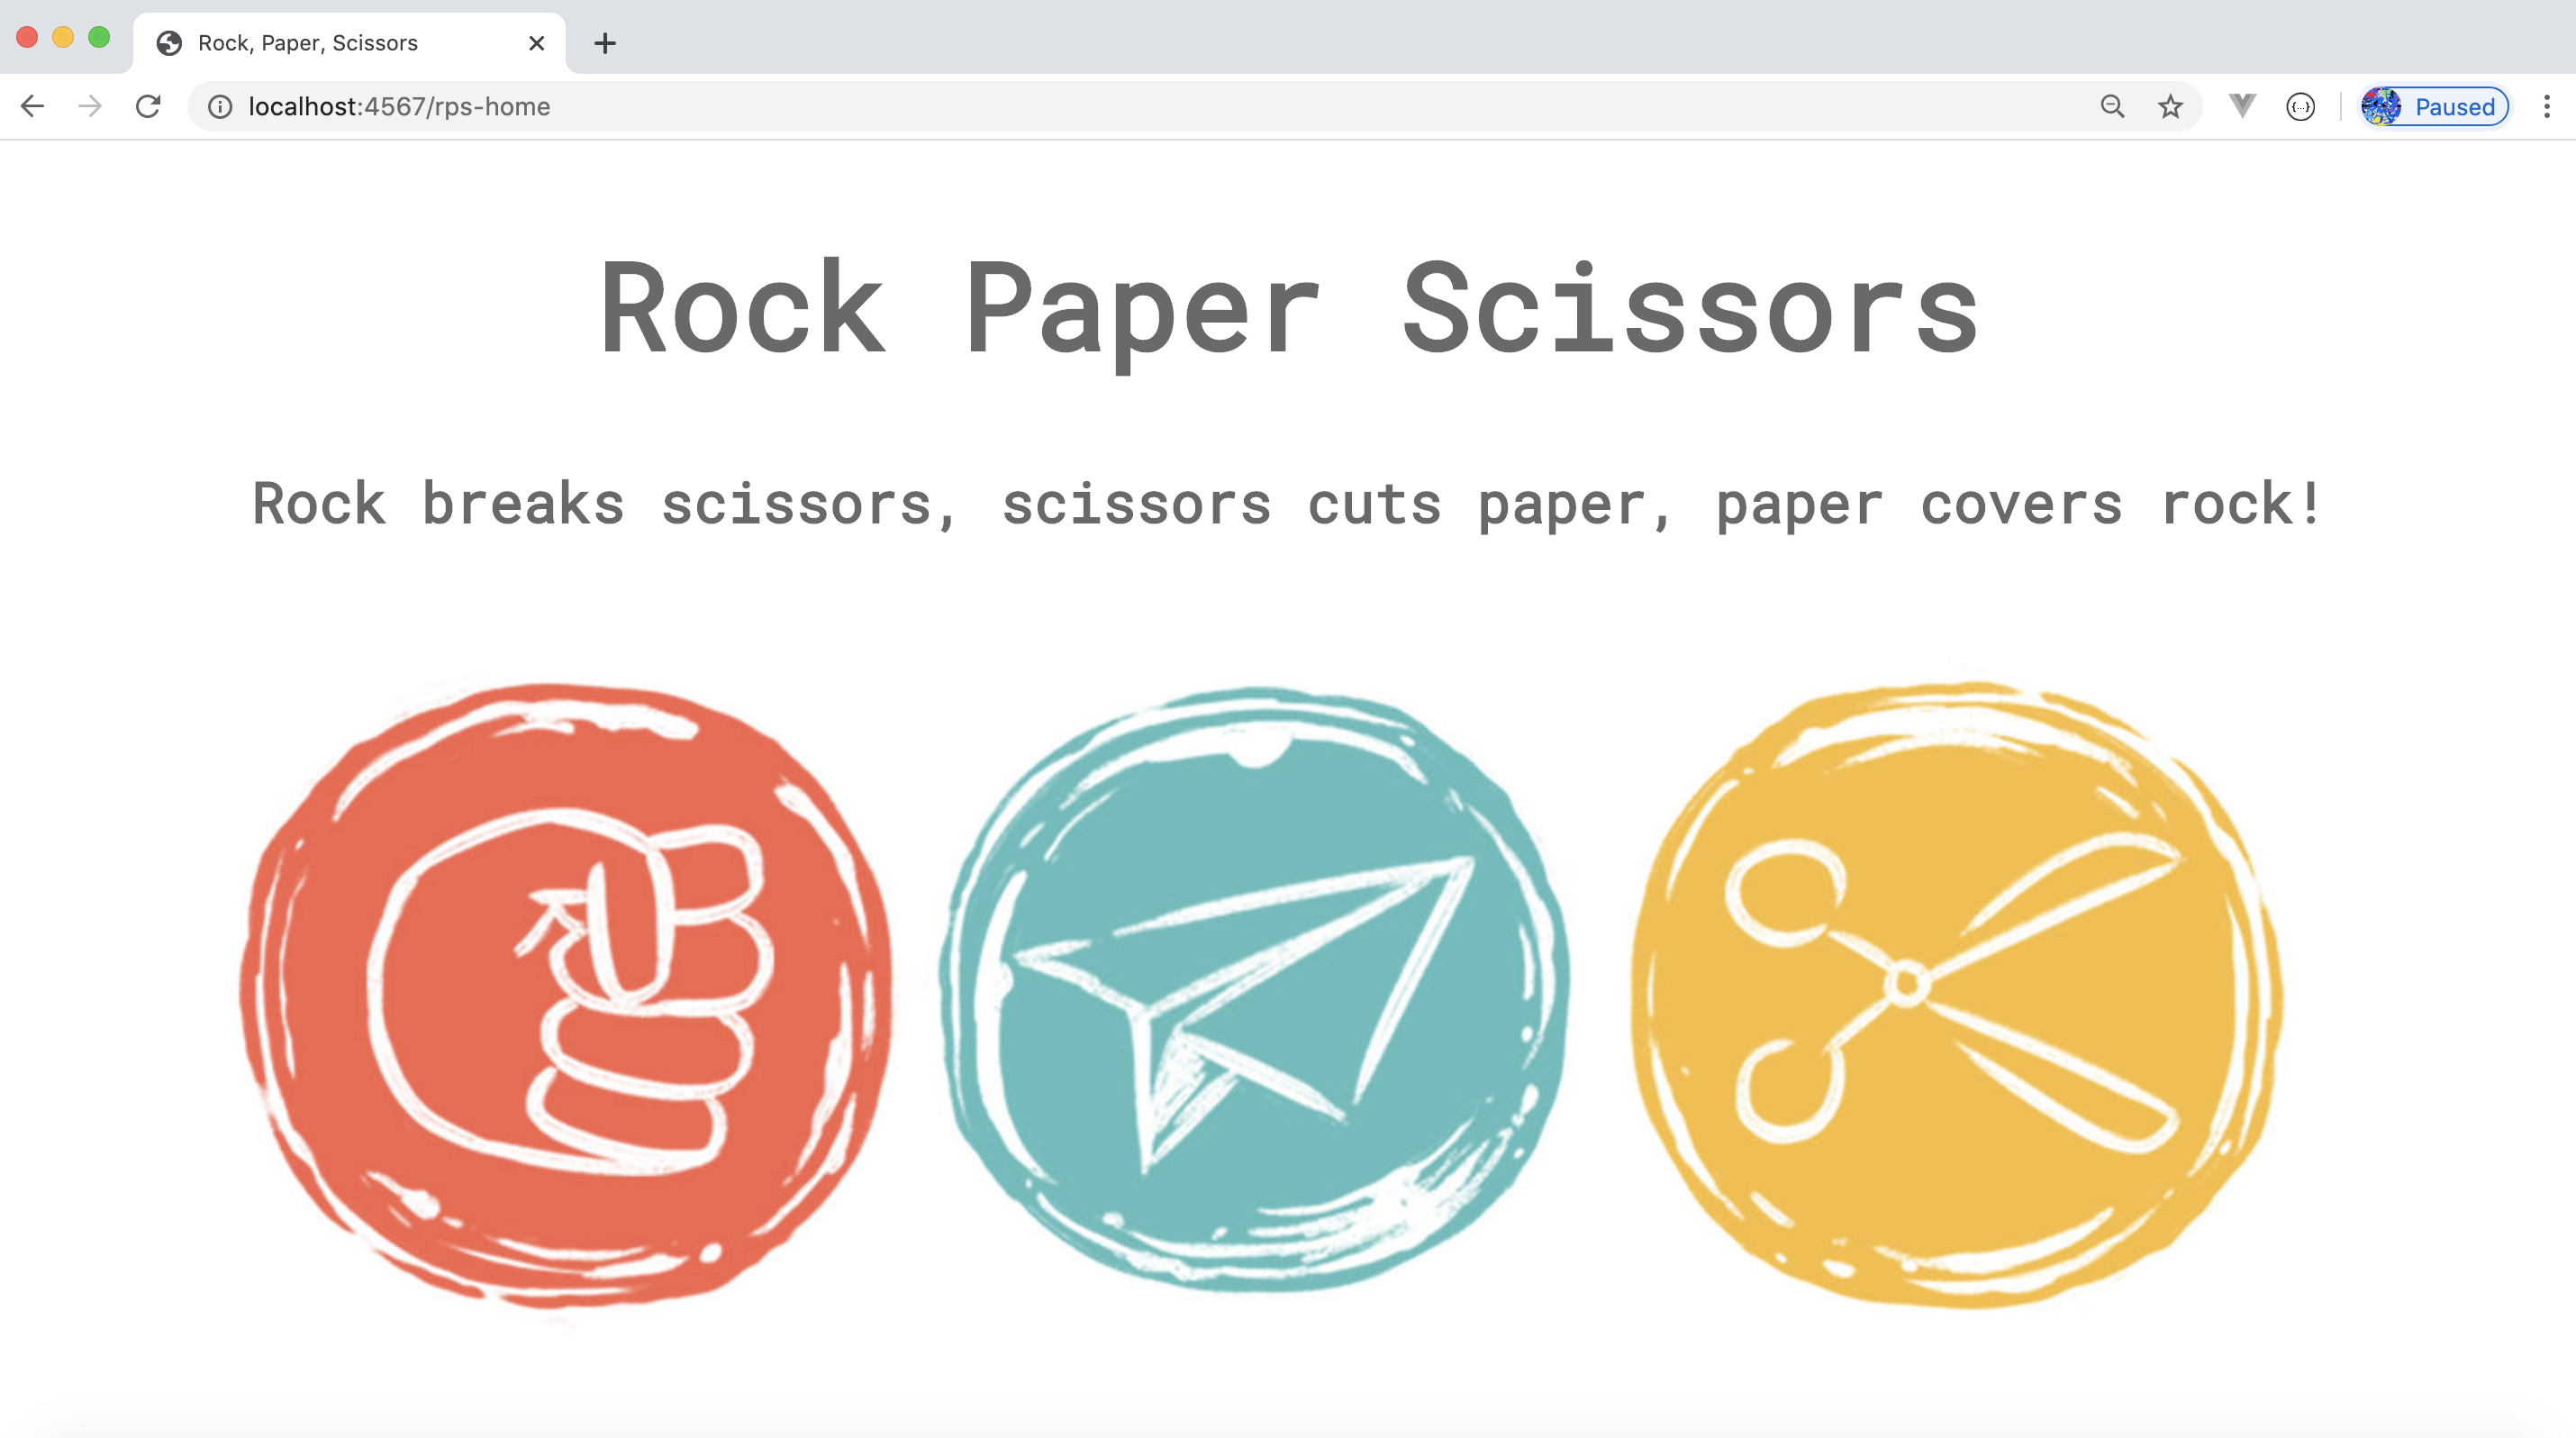 Rock, Paper, Scissors
localhost:4567/rps-home
Paused
Rock Paper Scissors
Rock breaks scissors, scissors cuts paper, paper covers rock!